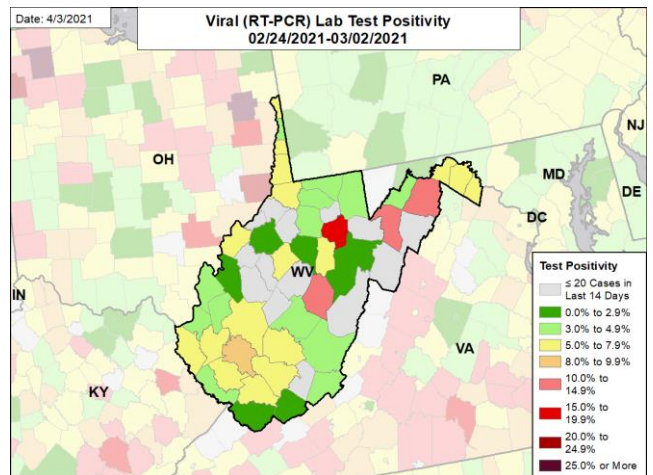 Date: 4/3/2021
Viral (RT-PCR) Lab Test Positivity
02/24/2021-03/02/2021
PA
NJ
OH
MD
DE
DC
WV
IN
VA
KY
Test Positivity
≤ 20 Cases in
Last 14 Days
0.0% to 2.9%
3.0% to 4.9%
5.0% to 7.9%
8.0% to 9.9%
10.0% to
14.9%
15.0% to
19.9%
20.0% to
24.9%
25.0% or More